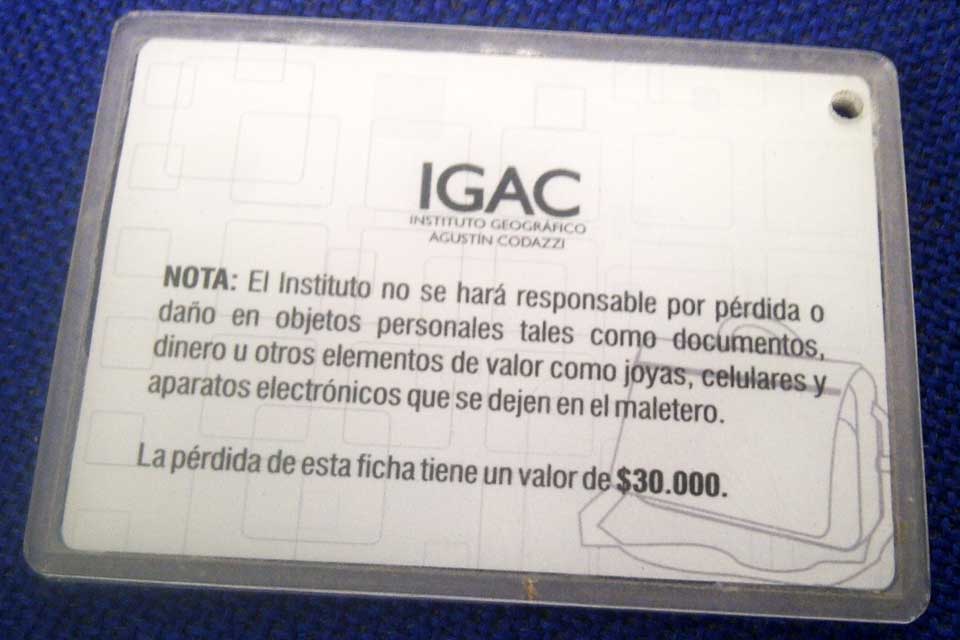 IGAC
INSTITUTO GEOGRÁFICO
AGUSTÍN CODAZZI
NOTA: El Instituto no se hará responsable por pérdida o
daño en objetos personales tales como documentos,
dinero u otros elementos de valor como joyas, celulares y
aparatos electrónicos que se dejen en el maletero.
La pérdida de esta ficha tiene un valor de $30.000.